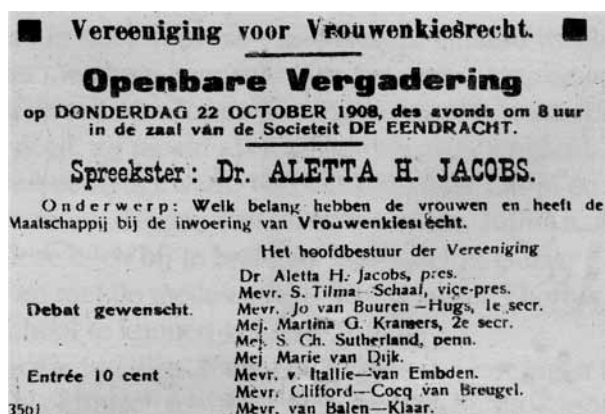 Vereeniging voor Vrouwenkiesrecht.
Openbare Vergadering
op DONDERDAG 22 OCTOBER 1908, des avonds om 8 uur
in de zaal van de Societeit DE EENDRACHT.
Spreekster: Dr. ALETTA H. JACOBS.
Onderwerp: Welk belang hebben de vrouwen en heeft de
Maatschappij bij de invoering van Vrouwenkiesrecht.
Het hoofdbestuur der Vereeniging
Dr Aletta H. Jacobs, pres.
Mevr. S. Tilma—Schaal, vice-pres.
Debat gewenscht.
Mevr. Jo van Buuren—Hugs, 1e secr.
Mej. Martina G. Kramers, 2e secr.
Mej. S. Ch. Sutherland, penn.
Mej Marie van Dijk.
Entrée 10 cent
Mevr. v. Itallie—van Embden.
Mevr. Clifford—Cocq van Breugel.
Mevr. van Balen—Klaar.